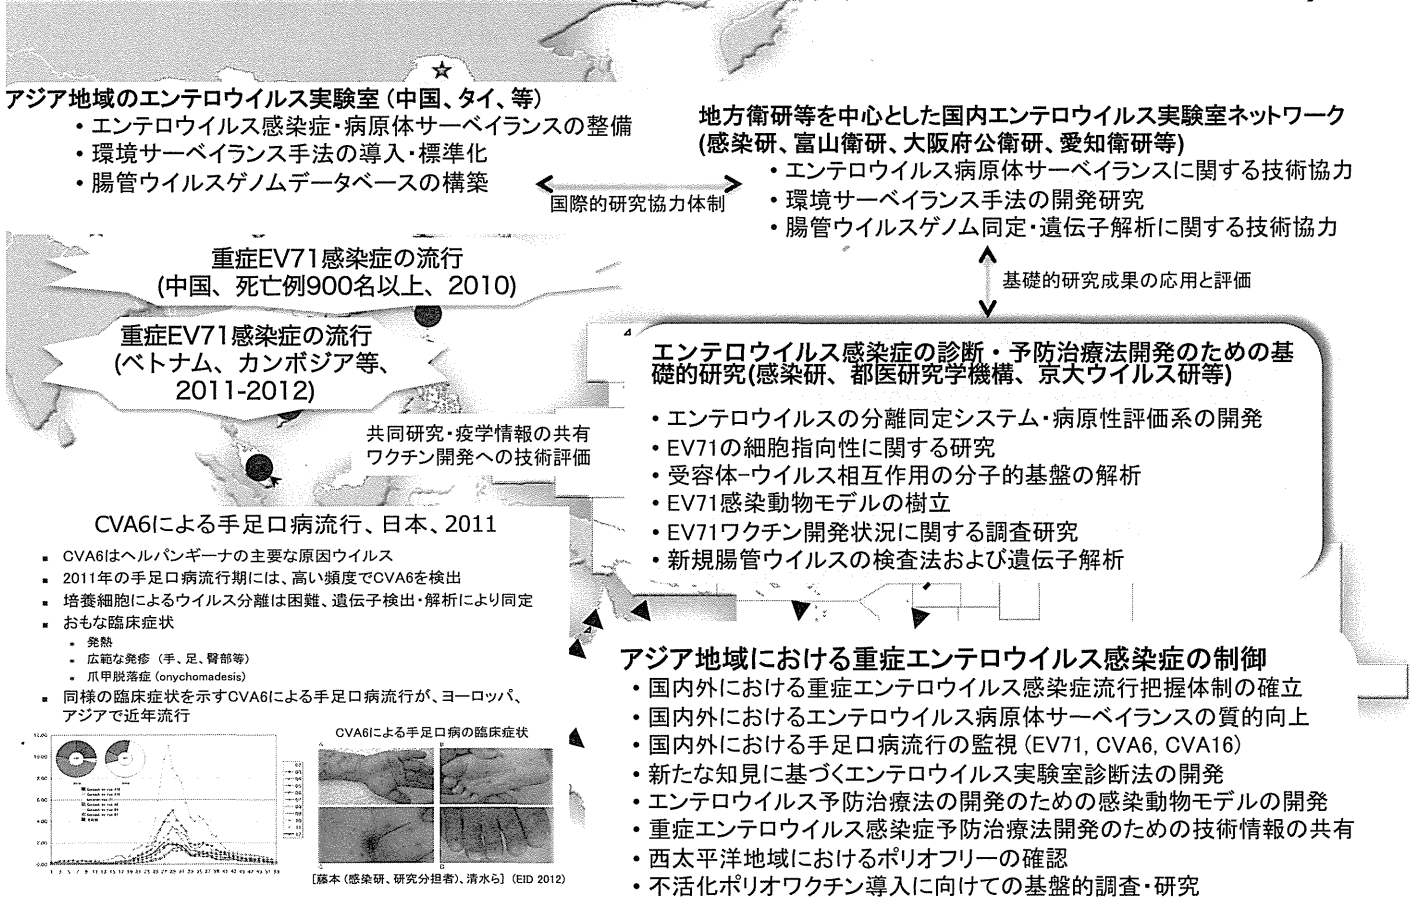 アジア地域のエンテロウイルス実験室 (中国、タイ、等)
・エンテロウイルス感染症・病原体サーベイランスの整備
・環境サーベイランス手法の導入・標準化
・腸管ウイルスゲノムデータベースの構築
国際的研究協力体制
地方衛研等を中心とした国内エンテロウイルス実験室ネットワーク
(感染研、富山衛研、大阪府公衛研、愛知衛研等)
・エンテロウイルス病原体サーベイランスに関する技術協力
・環境サーベイランス手法の開発研究
・腸管ウイルスゲノム同定・遺伝子解析に関する技術協力
基礎的研究成果の応用と評価
重症EV71感染症の流行
(中国、死亡例900名以上、2010)
重症EV71感染症の流行
(ベトナム、カンボジア等、
2011-2012)
共同研究・疫学情報の共有
ワクチン開発への技術評価
エンテロウイルス感染症の診断・予防治療法開発のための基
礎的研究(感染研、都医研究学機構、京大ウイルス研等)
・エンテロウイルスの分離同定システム・病原性評価系の開発
・EV71の細胞指向性に関する研究
・受容体-ウイルス相互作用の分子的基盤の解析
・EV71感染動物モデルの樹立
・EV71ワクチン開発状況に関する調査研究
・新規腸管ウイルスの検査法および遺伝子解析
CVA6による手足口病流行、日本、2011
▪ CVA6はヘルパンギーナの主要な原因ウイルス
▪ 2011年の手足口病流行期には、高い頻度でCVA6を検出
▪ 培養細胞によるウイルス分離は困難、遺伝子検出・解析により同定
▪ おもな臨床症状
▪ 発熱
▪ 広範な発疹 (手、足、臀部等)
▪ 爪甲脱落症 (onychomadesis)
▪ 同様の臨床症状を示すCVA6による手足口病流行が、ヨーロッパ、
アジアで近年流行
CVA6による手足口病の臨床症状
A B
C D
12.00
10.00
8.00
6.00
4.00
2.00
0.00
[藤本 (感染研、研究分担者)、清水ら] (EID 2012)
アジア地域における重症エンテロウイルス感染症の制御
・国内外における重症エンテロウイルス感染症流行把握体制の確立
・国内外におけるエンテロウイルス病原体サーベイランスの質的向上
・国内外における手足口病流行の監視 (EV71, CVA6, CVA16)
・新たな知見に基づくエンテロウイルス実験室診断法の開発
・エンテロウイルス予防治療法の開発のための感染動物モデルの開発
・重症エンテロウイルス感染症予防治療法開発のための技術情報の共有
・西太平洋地域におけるポリオフリーの確認
・不活化ポリオワクチン導入に向けての基盤的調査・研究